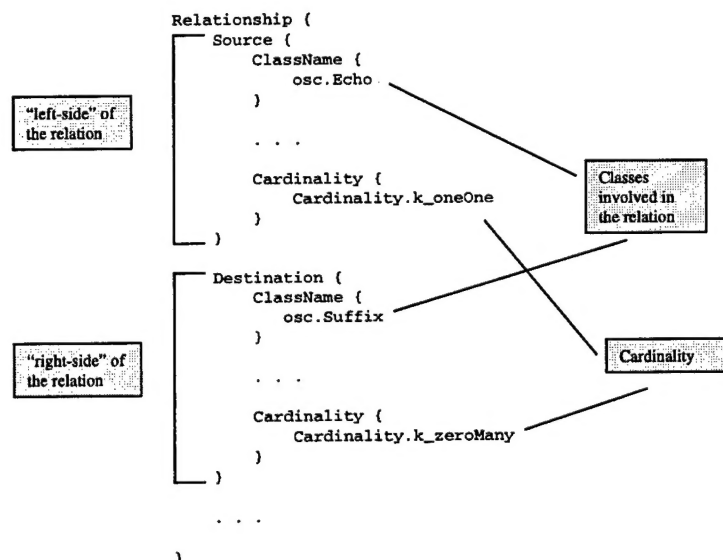 Relationship {
Source {
ClassName {
osc.Echo
}
. . .
Cardinality {
Cardinality.k_oneOne
}
}
Destination {
ClassName {
osc.Suffix
}
. . .
Cardinality {
Cardinality.k_zeroMany
}
}
. . .
}
"left-side" of
the relation
"right-side" of
the relation
Classes
involved in
the relation
Cardinality